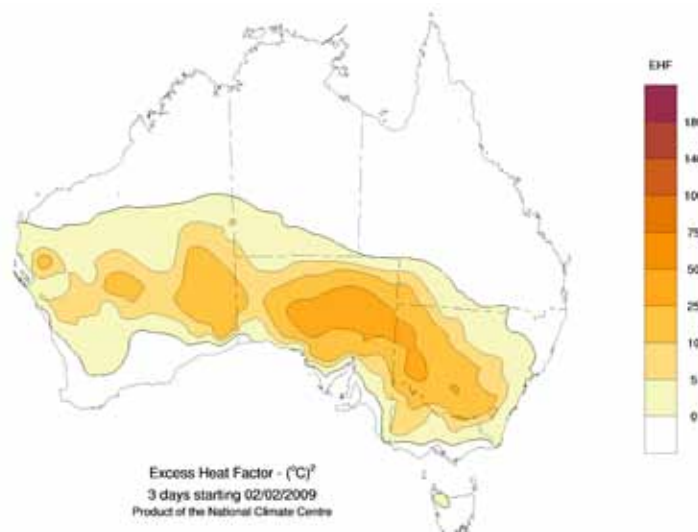 EHF
180
140
100
75
50
25
10
5
0
Excess Heat Factor - (°C)²
3 days starting 02/02/2009
Product of the National Climate Centre